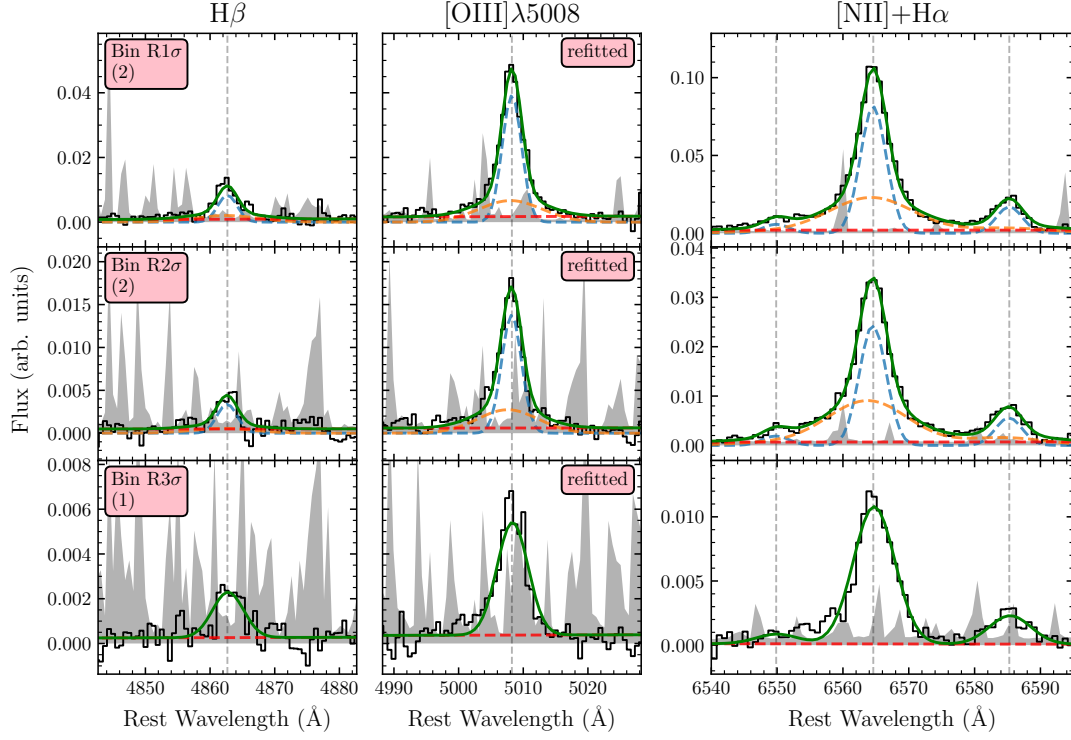 Hβ
[OIII]λ5008
[NII]+Hα
Bin R1σ
(2)
refitted
0.04
0.02
0.00
0.10
0.05
0.00
Bin R2σ
(2)
refitted
0.020
0.015
0.010
0.005
0.000
0.04
0.03
0.02
0.01
0.00
Bin R3σ
(1)
refitted
0.008
0.006
0.004
0.002
0.000
0.010
0.005
0.000
Flux (arb. units)
4850 4860 4870 4880
4990 5000 5010 5020
6540 6550 6560 6570 6580 6590
Rest Wavelength (Å)
Rest Wavelength (Å)
Rest Wavelength (Å)